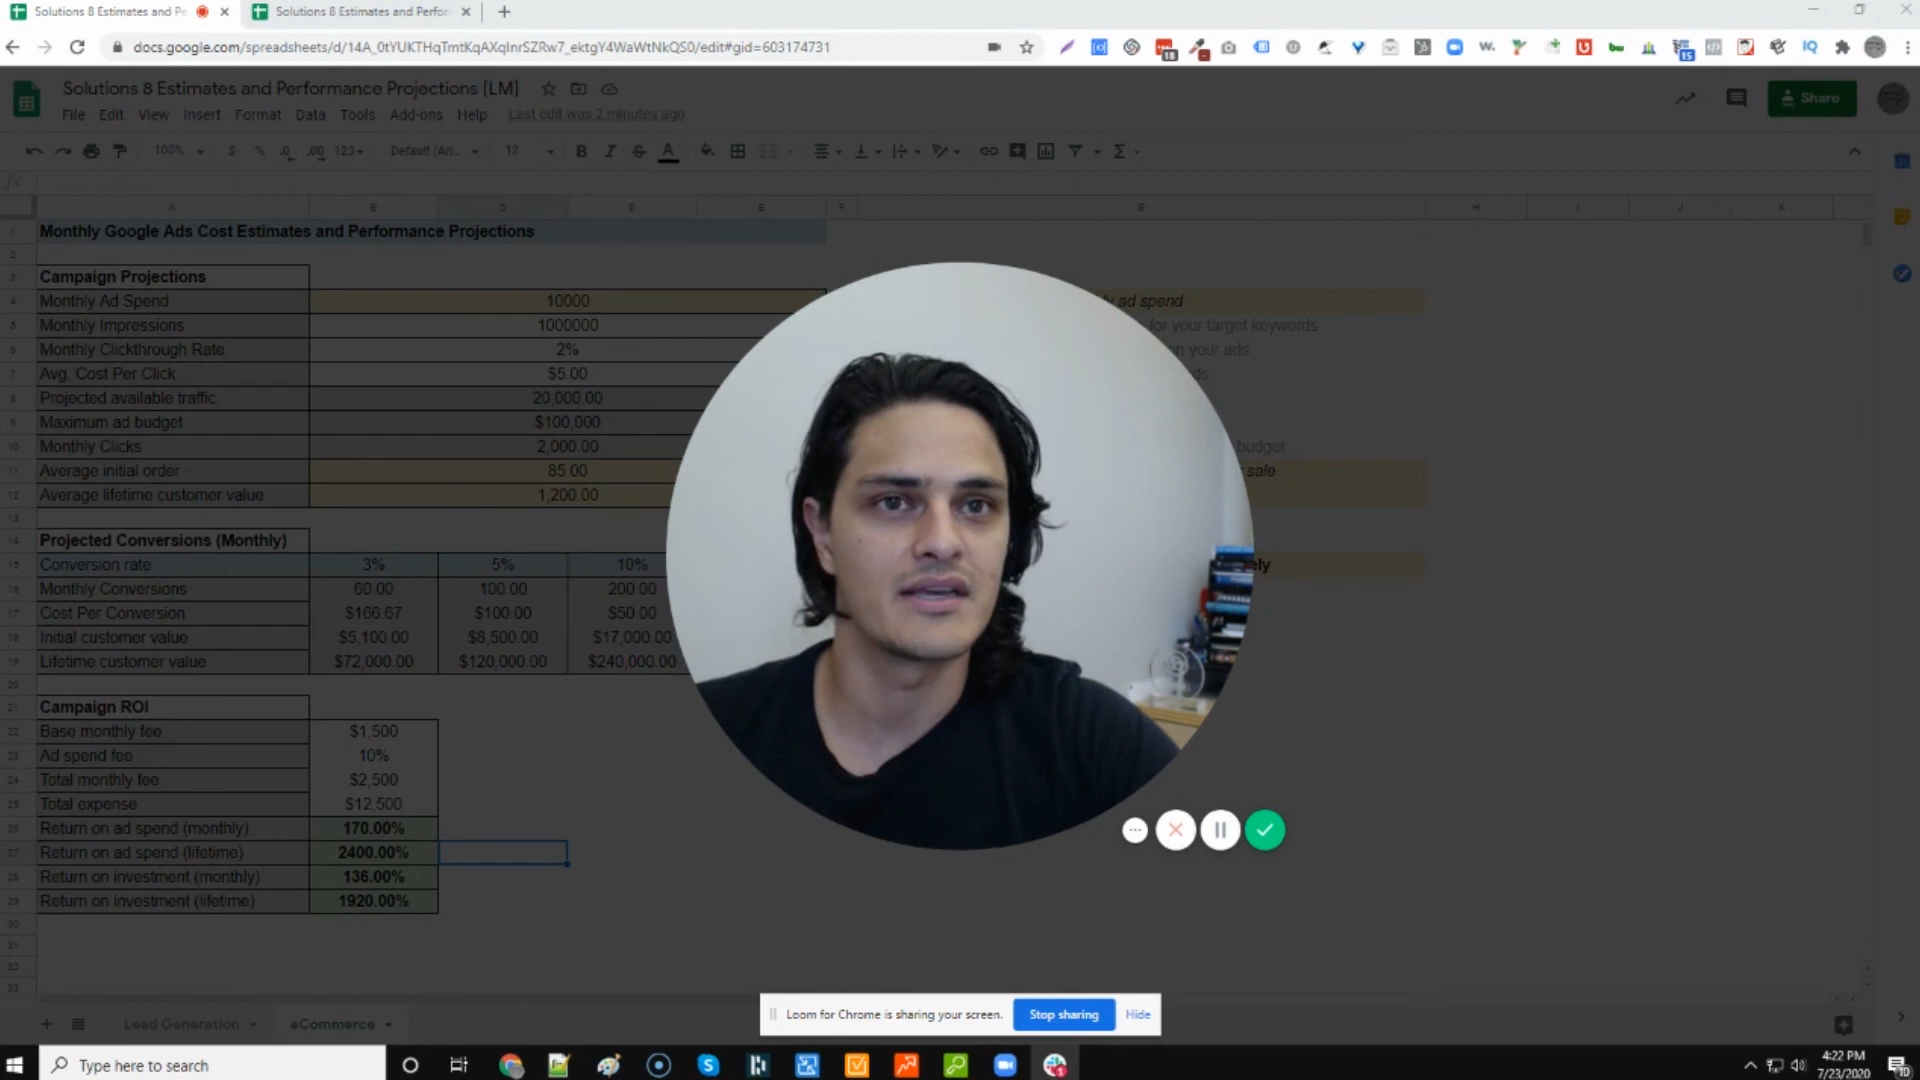 Solutions 8 Estimates and Pe
Solutions 8 Estimates and Perfor
docs.google.com/spreadsheets/d/14A_0tYUKTHqTmtKqAXqInrSZRw7_ektgY4WaWtNkQS0/edit#gid=603174731
Solutions 8 Estimates and Performance Projections [LM]
File Edit View Insert Format Data Tools Add-ons Help Last edit was 2 minutes ago
Share
100% $ % .0 .00 123 Default (Ari... 12 B I S A
Monthly Google Ads Cost Estimates and Performance Projections
Campaign Projections
Monthly Ad Spend 10000 ad spend
Monthly Impressions 1000000 for your target keywords
Monthly Clickthrough Rate 2% on your ads
Avg. Cost Per Click $5.00
Projected available traffic 20,000.00
Maximum ad budget $100,000
Monthly Clicks 2,000.00 budget
Average initial order 85.00 sale
Average lifetime customer value 1,200.00
Projected Conversions (Monthly)
Conversion rate 3% 5% 10%
Monthly Conversions 60.00 100.00 200.00
Cost Per Conversion $166.67 $100.00 $50.00
Initial customer value $5,100.00 $8,500.00 $17,000.00
Lifetime customer value $72,000.00 $120,000.00 $240,000.00
Campaign ROI
Base monthly fee $1,500
Ad spend fee 10%
Total monthly fee $2,500
Total expense $12,500
Return on ad spend (monthly) 170.00%
Return on ad spend (lifetime) 2400.00%
Return on investment (monthly) 136.00%
Return on investment (lifetime) 1920.00%
Loom for Chrome is sharing your screen. Stop sharing Hide
Lead Generation eCommerce
Type here to search
4:22 PM
7/23/2020